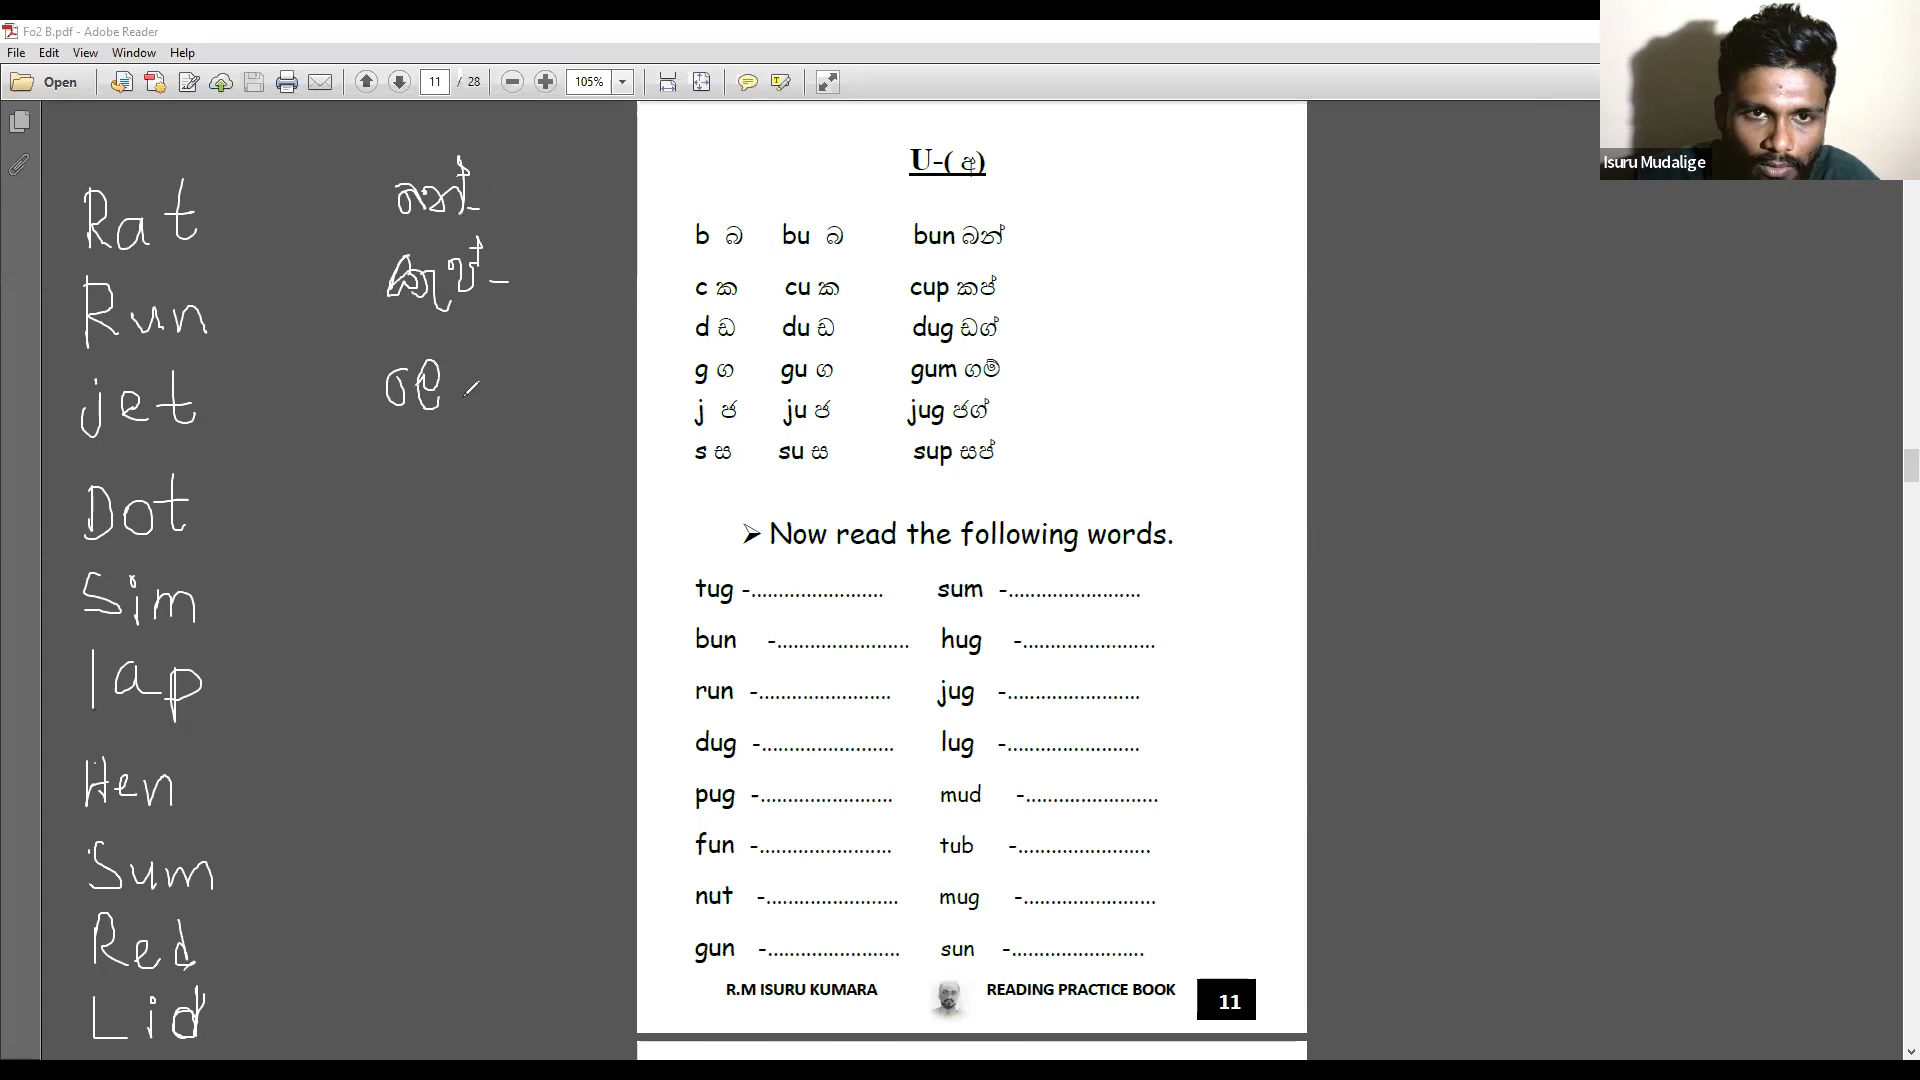 Fo2 B.pdf - Adobe Reader
File Edit View Window Help
Open 11 / 28 105%
Isuru Mudalige
Rat
Run
jet
Dot
Sim
lap
Hen
Sum
Red
Lid
U-( අ)
b බ bu බ bun බන්
c ක cu ක cup කප්
d ඩ du ඩ dug ඩග්
g ග gu ග gum ගම්
j ජ ju ජ jug ජග්
s ස su ස sup සප්
➢ Now read the following words.
tug -....................... sum -.......................
bun -....................... hug -.......................
run -....................... jug -.......................
dug -....................... lug -.......................
pug -....................... mud -.......................
fun -....................... tub -.......................
nut -....................... mug -.......................
gun -....................... sun -.......................
R.M ISURU KUMARA READING PRACTICE BOOK 11